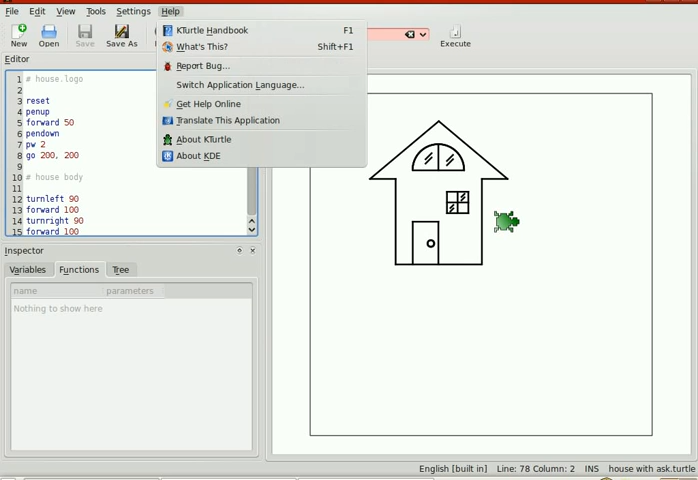 File Edit View Tools Settings Help
New Open Save Save As Execute
KTurtle Handbook F1
What's This? Shift+F1
Report Bug...
Switch Application Language...
Get Help Online
Translate This Application
About KTurtle
About KDE
Editor
1 # house.logo
2
3 reset
4 penup
5 forward 50
6 pendown
7 pw 2
8 go 200, 200
9
10 # house body
11
12 turnleft 90
13 forward 100
14 turnright 90
15 forward 100
Inspector
Variables Functions Tree
name parameters
Nothing to show here
English [built in] Line: 78 Column: 2 INS house with ask.turtle